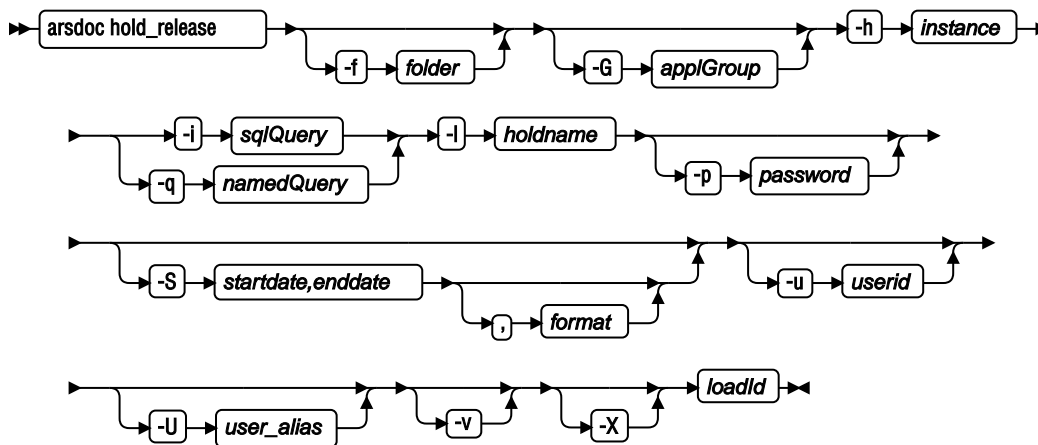 arsdoc hold_release -f folder -G applGroup -h instance
-i sqlQuery -l holdname -p password
-q namedQuery
-S startdate,enddate , format -u userid
-U user_alias -v -X loadId